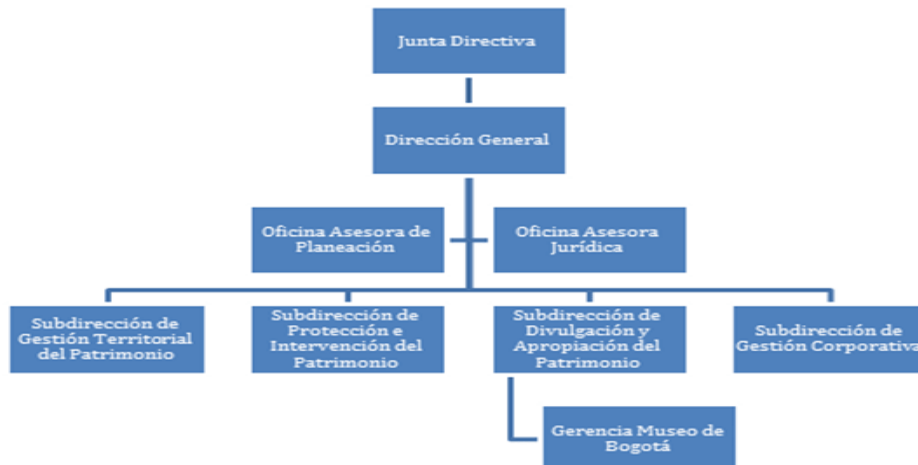 Junta Directiva
Dirección General
Oficina Asesora de
Planeación
Oficina Asesora
Jurídica
Subdirección de
Gestión Territorial
del Patrimonio
Subdirección de
Protección e
Intervención del
Patrimonio
Subdirección de
Divulgación y
Apropiación del
Patrimonio
Subdirección de
Gestión Corporativa
Gerencia Museo de
Bogotá